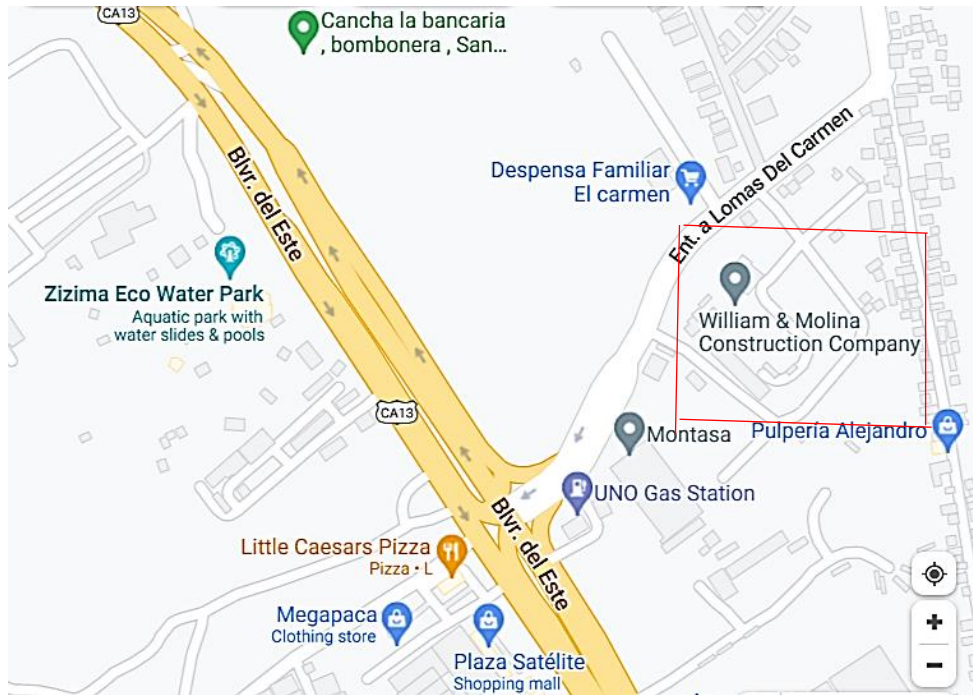 CA13
Cancha la bancaria
, bombonera , San...
Ent. a Lomas Del Carmen
Despensa Familiar
El carmen
Blvr. del Este
Zizima Eco Water Park
Aquatic park with
water slides & pools
William & Molina
Construction Company
CA13
Montasa
Pulpería Alejandro
UNO Gas Station
Blvr. del Este
Little Caesars Pizza
Pizza • L
Megapaca
Clothing store
Plaza Satélite
Shopping mall